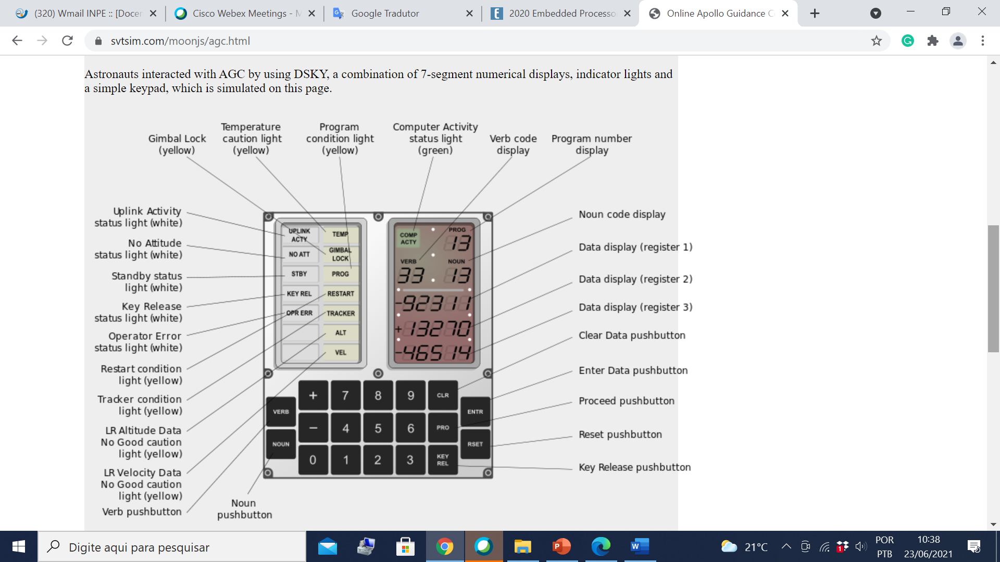 (320) Wmail INPE :: [Docer
Cisco Webex Meetings - M
Google Tradutor
2020 Embedded Processo
Online Apollo Guidance C
svtsim.com/moonjs/agc.html
Astronauts interacted with AGC by using DSKY, a combination of 7-segment numerical displays, indicator lights and
a simple keypad, which is simulated on this page.
Gimbal Lock
(yellow)
Temperature
caution light
(yellow)
Program
condition light
(yellow)
Computer Activity
status light
(green)
Verb code
display
Program number
display
Uplink Activity
status light (white)
No Attitude
status light (white)
Standby status
light (white)
Key Release
status light (white)
Operator Error
status light (white)
Restart condition
light (yellow)
Tracker condition
light (yellow)
LR Altitude Data
No Good caution
light (yellow)
LR Velocity Data
No Good caution
light (yellow)
Verb pushbutton
Noun
pushbutton
UPLINK
ACTY
TEMP
NO ATT
GIMBAL
LOCK
STBY
PROG
KEY REL
RESTART
OPR ERR
TRACKER
ALT
VEL
COMP
ACTY
PROG
13
VERB
NOUN
33
13
-92311
+13270
-46514
Noun code display
Data display (register 1)
Data display (register 2)
Data display (register 3)
Clear Data pushbutton
Enter Data pushbutton
Proceed pushbutton
Reset pushbutton
Key Release pushbutton
VERB
NOUN
+ 7 8 9 CLR
− 4 5 6 PRO
0 1 2 3 KEY
REL
ENTR
RSET
Digite aqui para pesquisar
21°C
1
POR
PTB
10:38
23/06/2021